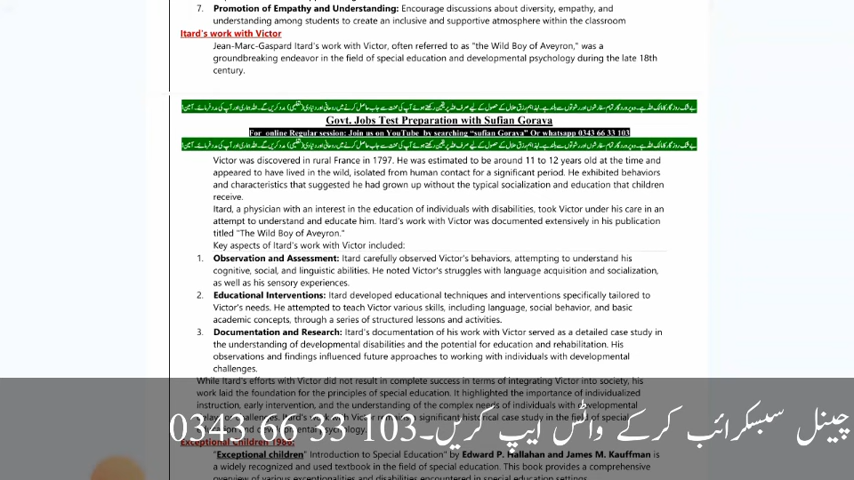 7. Promotion of Empathy and Understanding: Encourage discussions about diversity, empathy, and
understanding among students to create an inclusive and supportive atmosphere within the classroom
Itard's work with Victor
Jean-Marc-Gaspard Itard's work with Victor, often referred to as "the Wild Boy of Aveyron," was a
groundbreaking endeavor in the field of special education and developmental psychology during the late 18th
century.
Govt. Jobs Test Preparation with Sufian Gorava
For online Regular session: Join us on YouTube by searching "sufian Gorava" Or whatsapp 0343 66 33 103
Victor was discovered in rural France in 1797. He was estimated to be around 11 to 12 years old at the time and
appeared to have lived in the wild, isolated from human contact for a significant period. He exhibited behaviors
and characteristics that suggested he had grown up without the typical socialization and education that children
receive.
Itard, a physician with an interest in the education of individuals with disabilities, took Victor under his care in an
attempt to understand and educate him. Itard's work with Victor was documented extensively in his publication
titled "The Wild Boy of Aveyron."
Key aspects of Itard's work with Victor included:
1. Observation and Assessment: Itard carefully observed Victor's behaviors, attempting to understand his
cognitive, social, and linguistic abilities. He noted Victor's struggles with language acquisition and socialization,
as well as his sensory experiences.
2. Educational Interventions: Itard developed educational techniques and interventions specifically tailored to
Victor's needs. He attempted to teach Victor various skills, including language, social behavior, and basic
academic concepts, through a series of structured lessons and activities.
3. Documentation and Research: Itard's documentation of his work with Victor served as a detailed case study in
the understanding of developmental disabilities and the potential for education and rehabilitation. His
observations and findings influenced future approaches to working with individuals with developmental
challenges.
While Itard's efforts with Victor did not result in complete success in terms of integrating Victor into society, his
work laid the foundation for the principles of special education. It highlighted the importance of individualized
instruction, early intervention, and the understanding of the complex needs of individuals with developmental
significant historical case study in the field of special
چینل سبسکرائب کرکے واٹس ایپ کریں۔ 0343 66 33 103
Exceptional Children 1988:
"Exceptional children" Introduction to Special Education" by Edward P. Hallahan and James M. Kauffman is
a widely recognized and used textbook in the field of special education. This book provides a comprehensive
overview of various exceptionalities and disabilities encountered in special education settings.